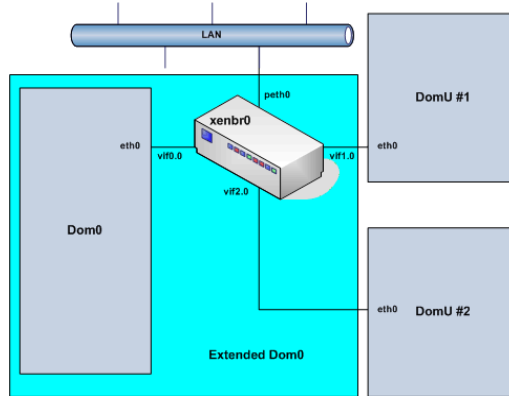 LAN
peth0
DomU #1
xenbr0
eth0
vif0.0
vif1.0
eth0
vif2.0
Dom0
eth0
DomU #2
Extended Dom0